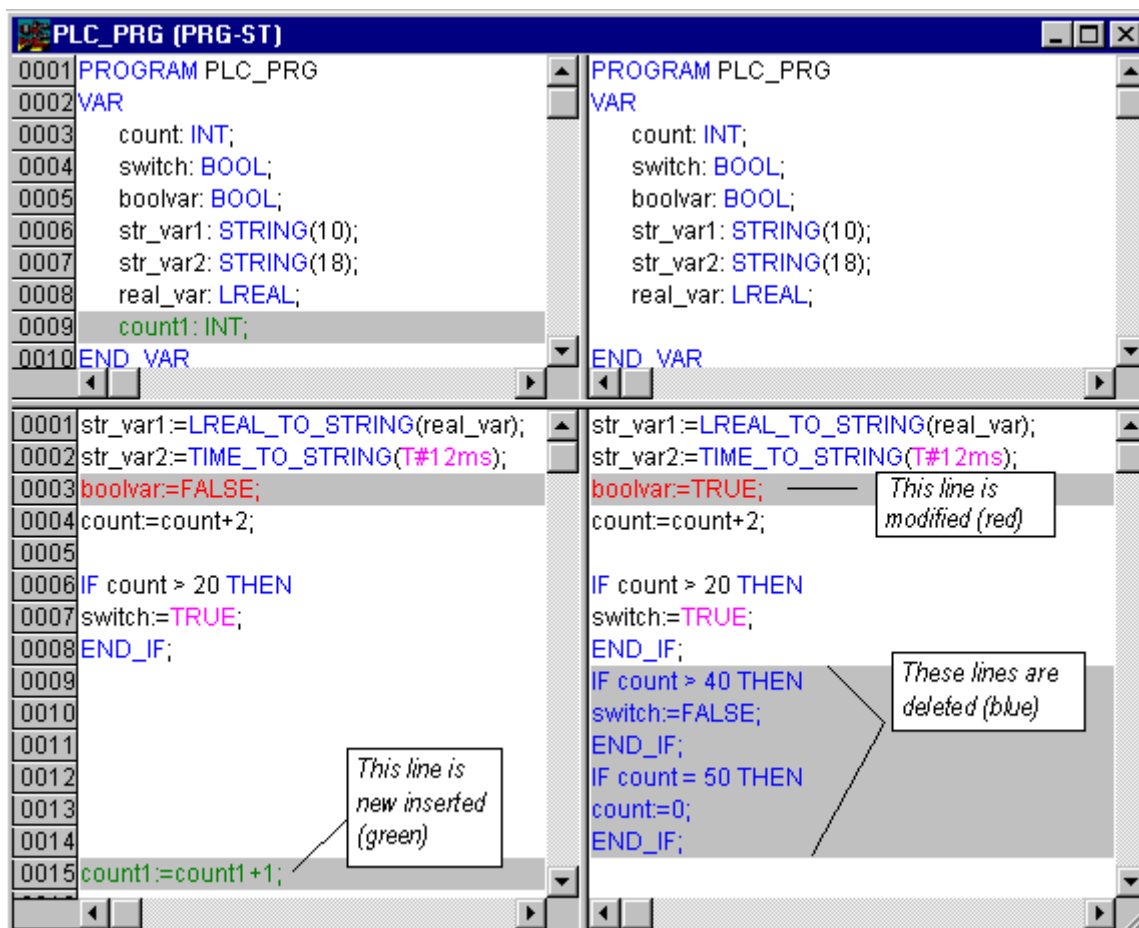 PLC_PRG (PRG-ST)
0001 PROGRAM PLC_PRG
0002 VAR
0003 count: INT;
0004 switch: BOOL;
0005 boolvar: BOOL;
0006 str_var1: STRING(10);
0007 str_var2: STRING(18);
0008 real_var: LREAL;
0009 count1: INT;
0010 END_VAR
PROGRAM PLC_PRG
VAR
count: INT;
switch: BOOL;
boolvar: BOOL;
str_var1: STRING(10);
str_var2: STRING(18);
real_var: LREAL;
END_VAR
0001 str_var1:=LREAL_TO_STRING(real_var);
0002 str_var2:=TIME_TO_STRING(T#12ms);
0003 boolvar:=FALSE;
0004 count:=count+2;
0005
0006 IF count > 20 THEN
0007 switch:=TRUE;
0008 END_IF;
0009
0010
0011
0012
0013
0014
0015 count1:=count1+1;
This line is
new inserted
(green)
str_var1:=LREAL_TO_STRING(real_var);
str_var2:=TIME_TO_STRING(T#12ms);
boolvar:=TRUE;
This line is
modified (red)
count:=count+2;
IF count > 20 THEN
switch:=TRUE;
END_IF;
IF count > 40 THEN
switch:=FALSE;
END_IF;
IF count = 50 THEN
count:=0;
END_IF;
These lines are
deleted (blue)